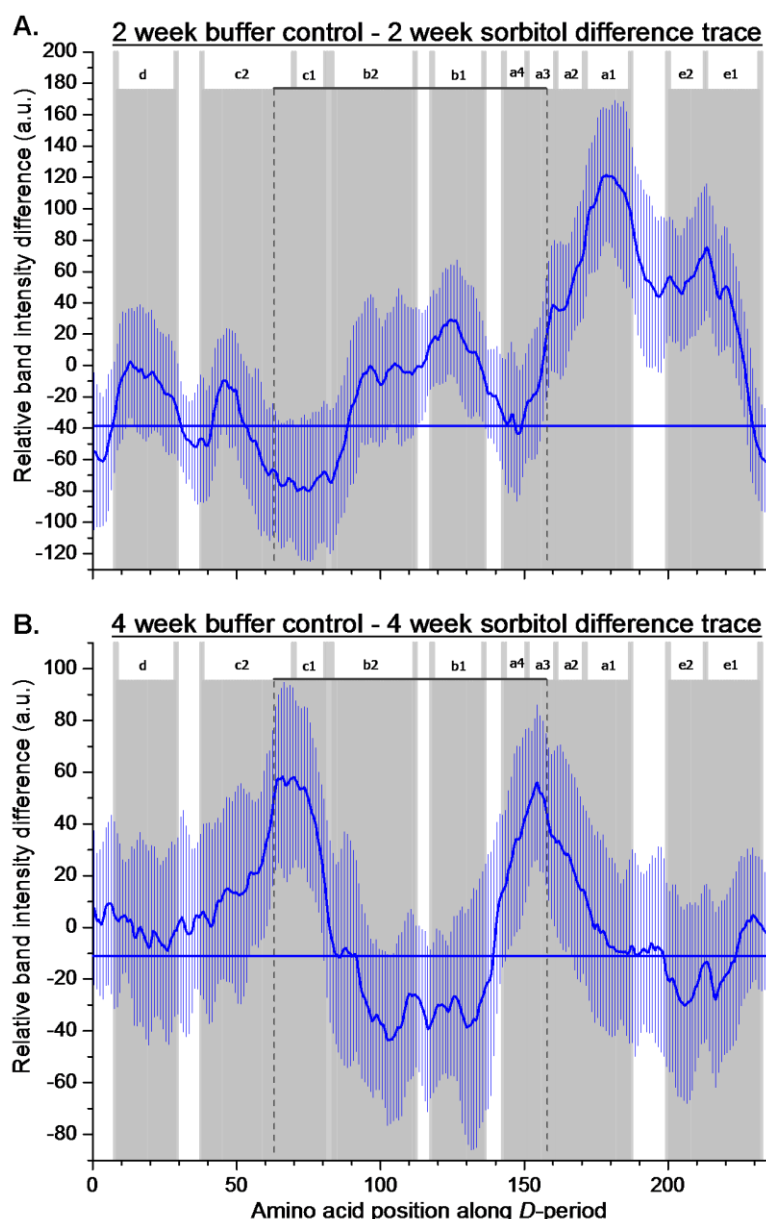 A.
2 week buffer control - 2 week sorbitol difference trace
Relative band intensity difference (a.u.)
200
180
160
140
120
100
80
60
40
20
0
-20
-40
-60
-80
-100
-120
d c2 c1 b2 b1 a4 a3 a2 a1 e2 e1
B.
4 week buffer control - 4 week sorbitol difference trace
Relative band intensity difference (a.u.)
100
80
60
40
20
0
-20
-40
-60
-80
d c2 c1 b2 b1 a4 a3 a2 a1 e2 e1
0 50 100 150 200
Amino acid position along D-period